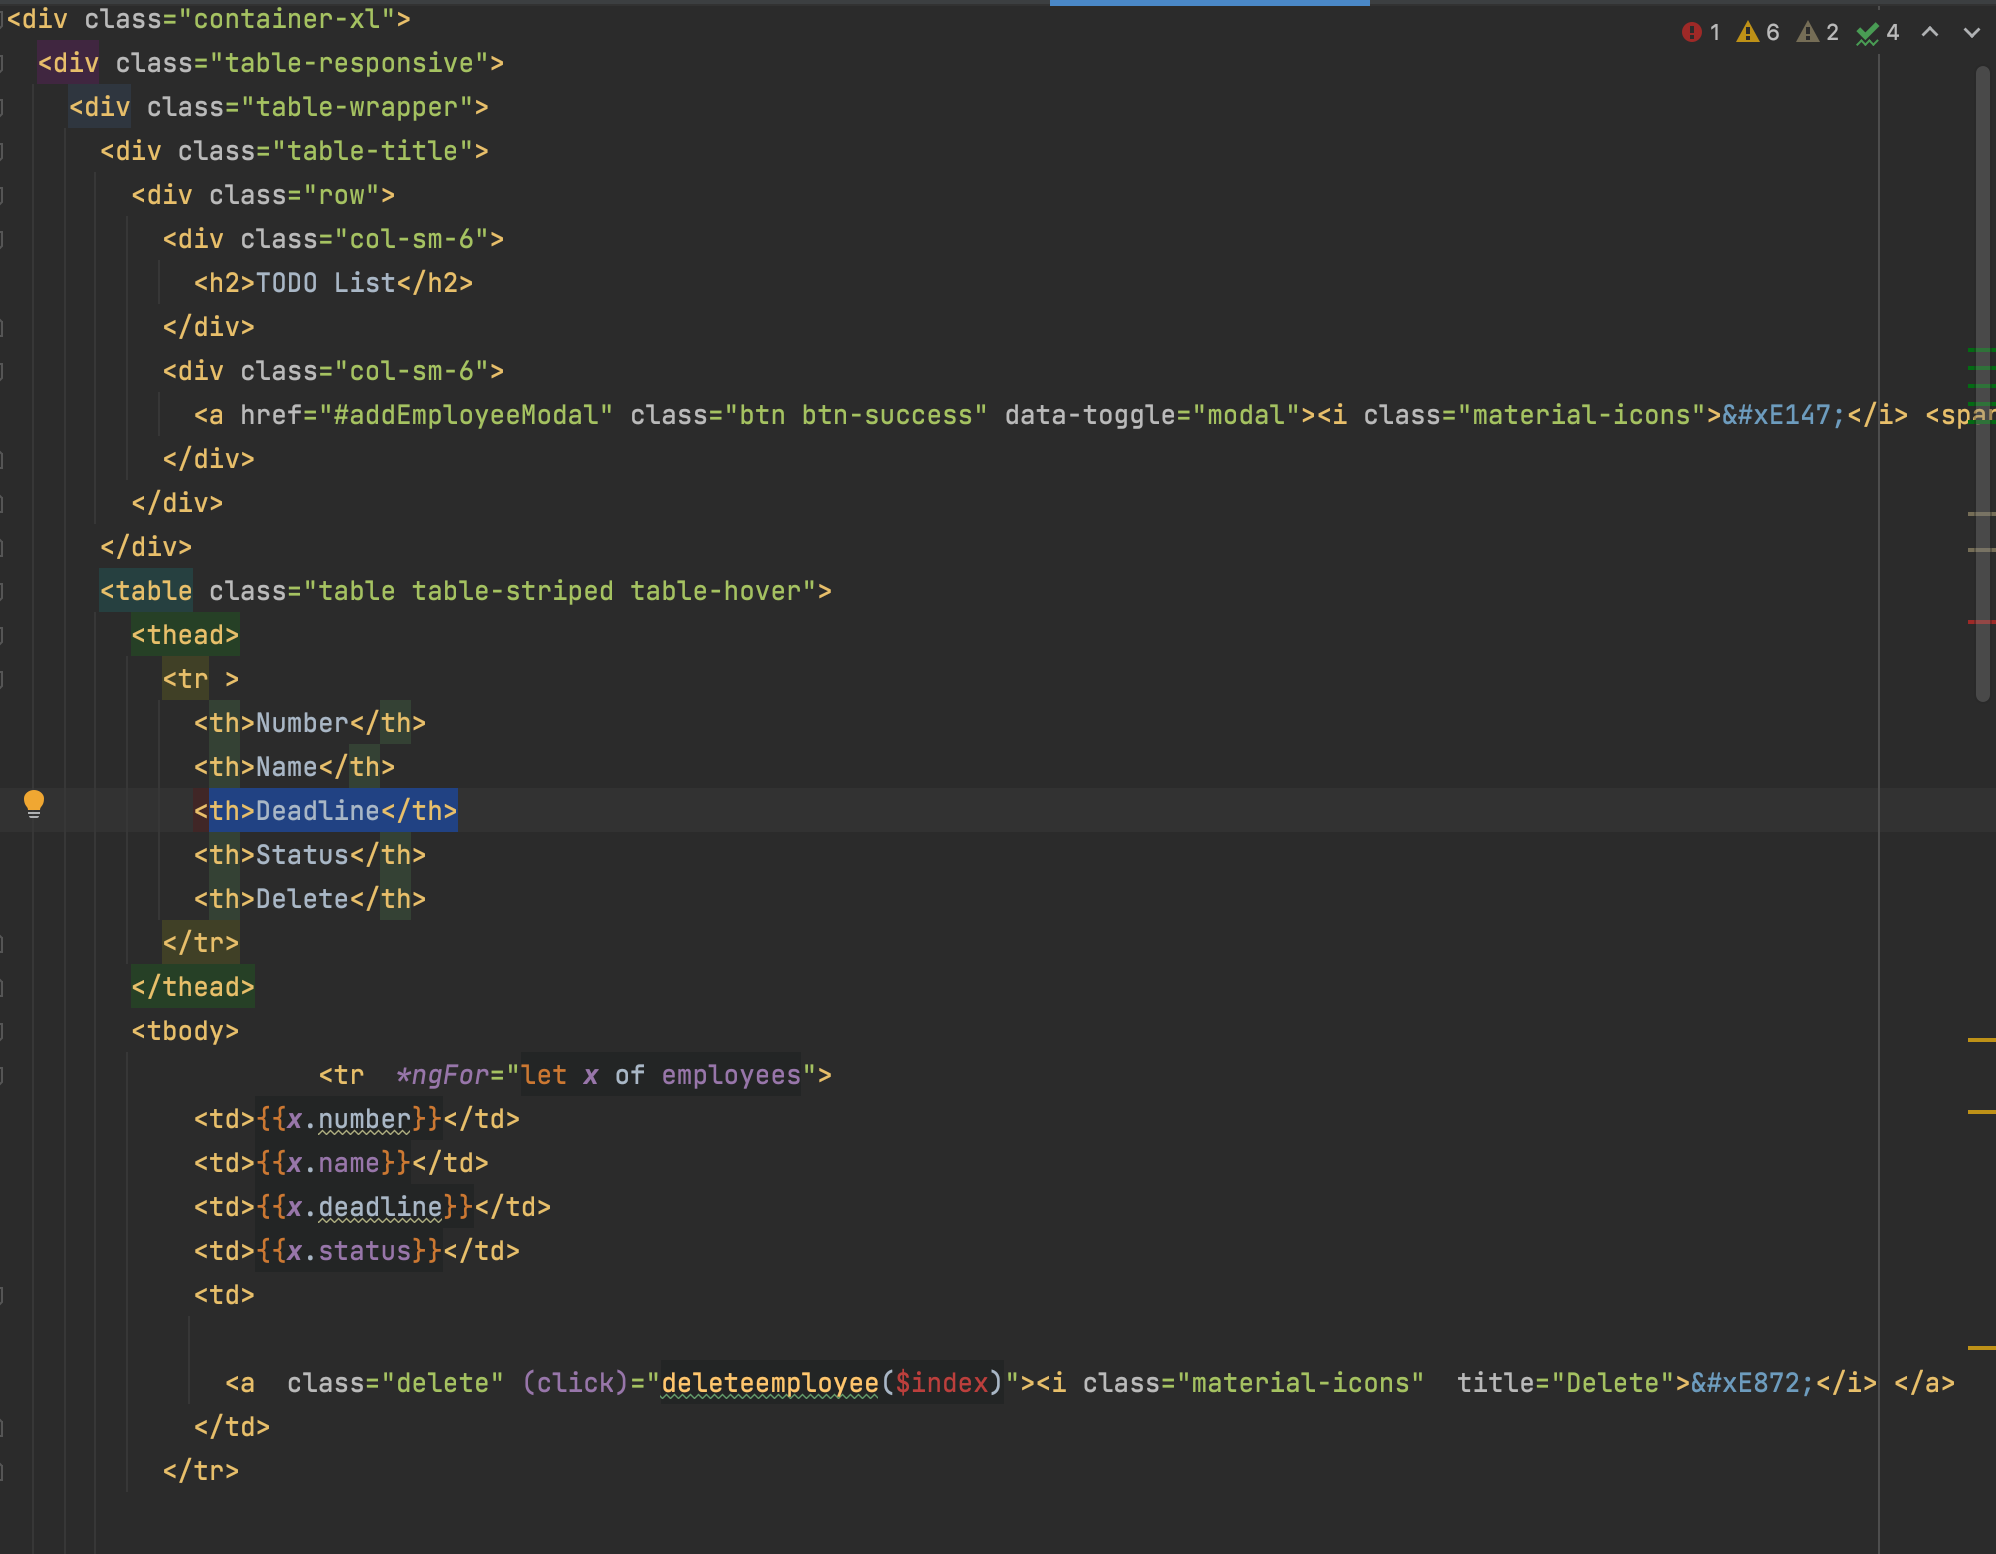 <div class="container-xl">
1 6 2 4
<div class="table-responsive">
<div class="table-wrapper">
<div class="table-title">
<div class="row">
<div class="col-sm-6">
<h2>TODO List</h2>
</div>
<div class="col-sm-6">
<a href="#addEmployeeModal" class="btn btn-success" data-toggle="modal"><i class="material-icons">&#xE147;</i> <span
</div>
</div>
</div>
<table class="table table-striped table-hover">
<thead>
<tr >
<th>Number</th>
<th>Name</th>
<th>Deadline</th>
<th>Status</th>
<th>Delete</th>
</tr>
</thead>
<tbody>
<tr  *ngFor="let x of employees">
<td>{{x.number}}</td>
<td>{{x.name}}</td>
<td>{{x.deadline}}</td>
<td>{{x.status}}</td>
<td>
<a  class="delete" (click)="deleteemployee($index)"><i class="material-icons"  title="Delete">&#xE872;</i> </a>
</td>
</tr>